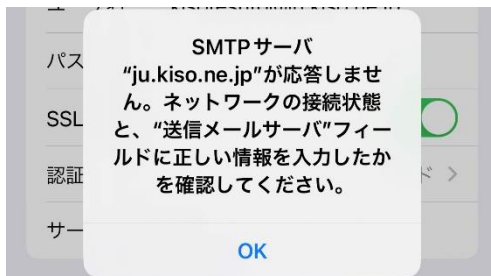 SMTPサーバ
“ju.kiso.ne.jp”が応答しませ
ん。ネットワークの接続状態
と、“送信メールサーバ”フィー
ルドに正しい情報を入力したか
を確認してください。
パス
SSL
認証
ド
サー
OK